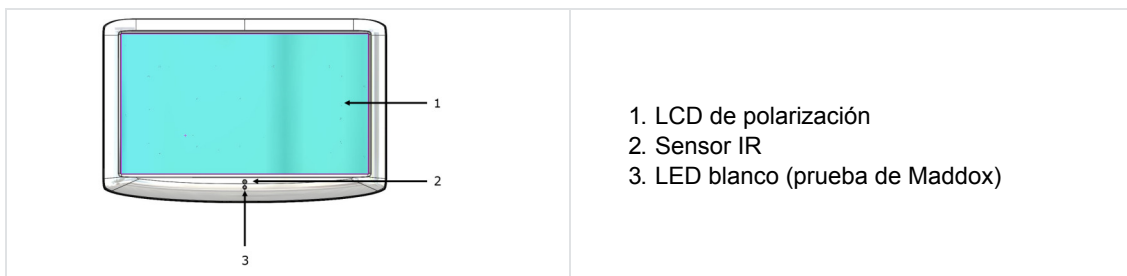 1
2
3
1. LCD de polarización
2. Sensor IR
3. LED blanco (prueba de Maddox)